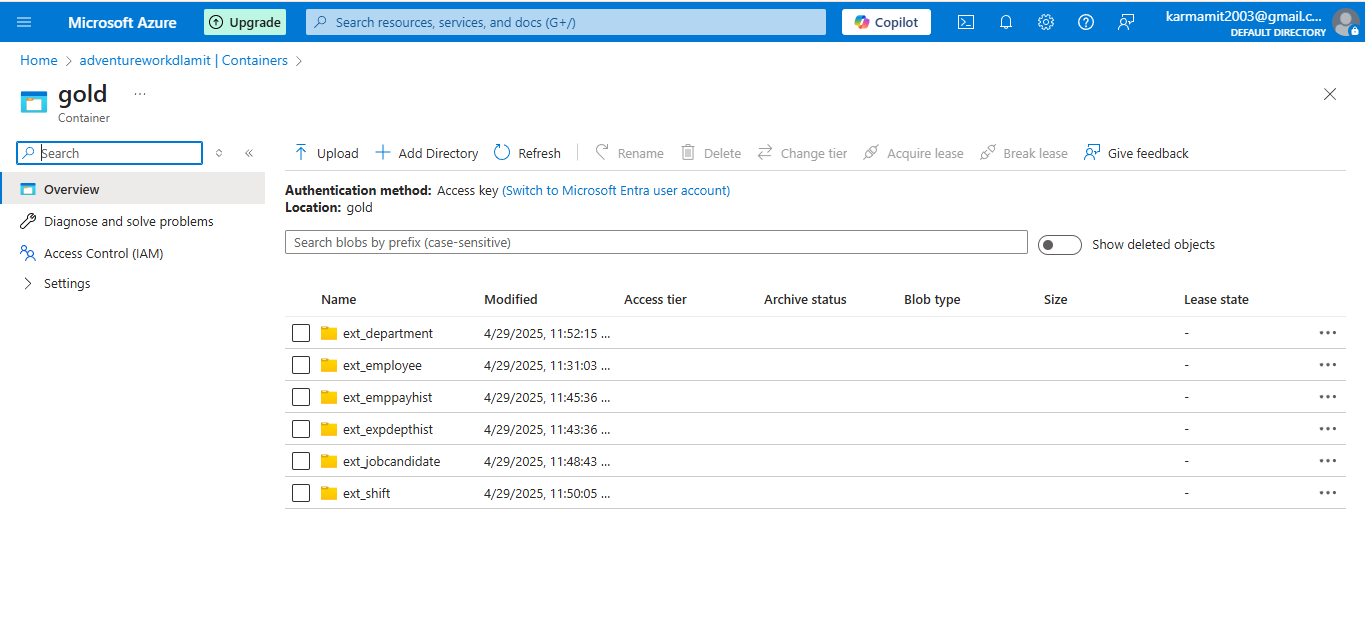 Microsoft Azure
Upgrade
Search resources, services, and docs (G+/)
Copilot
karmamit2003@gmail.c...
DEFAULT DIRECTORY
Home > adventureworkdlamit | Containers >
gold ...
Container
Search
Overview
Diagnose and solve problems
Access Control (IAM)
Settings
Upload Add Directory Refresh Rename Delete Change tier Acquire lease Break lease Give feedback
Authentication method: Access key (Switch to Microsoft Entra user account)
Location: gold
Search blobs by prefix (case-sensitive)
Show deleted objects
Name Modified Access tier Archive status Blob type Size Lease state
ext_department 4/29/2025, 11:52:15 ... -
ext_employee 4/29/2025, 11:31:03 ... -
ext_emppayhist 4/29/2025, 11:45:36 ... -
ext_expdepthist 4/29/2025, 11:43:36 ... -
ext_jobcandidate 4/29/2025, 11:48:43 ... -
ext_shift 4/29/2025, 11:50:05 ... -